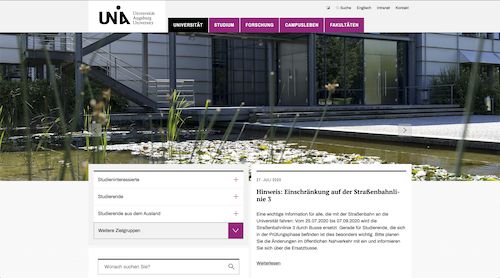 Suche Englisch Intranet Kontakt
UNIA Universität
Augsburg
University
UNIVERSITÄT STUDIUM FORSCHUNG CAMPUSLEBEN FAKULTÄTEN
Studieninteressierte
Studierende
Studierende aus dem Ausland
Weitere Zielgruppen
Wonach suchen Sie?
27. JULI 2020
Hinweis: Einschränkung auf der Straßenbahnli-
nie 3
Eine wichtige Information für alle, die mit der Straßenbahn an die
Universität fahren: Vom 25.07.2020 bis 07.09.2020 wird die
Straßenbahnlinie 3 durch Busse ersetzt. Gerade für Studierende, die sich
in der Prüfungsphase befinden ist dies besonders wichtig. Bitte planen
Sie die Änderungen im öffentlichen Nahverkehr mit ein und informieren
Sie sich über die Ersatzbusse.
Weiterlesen